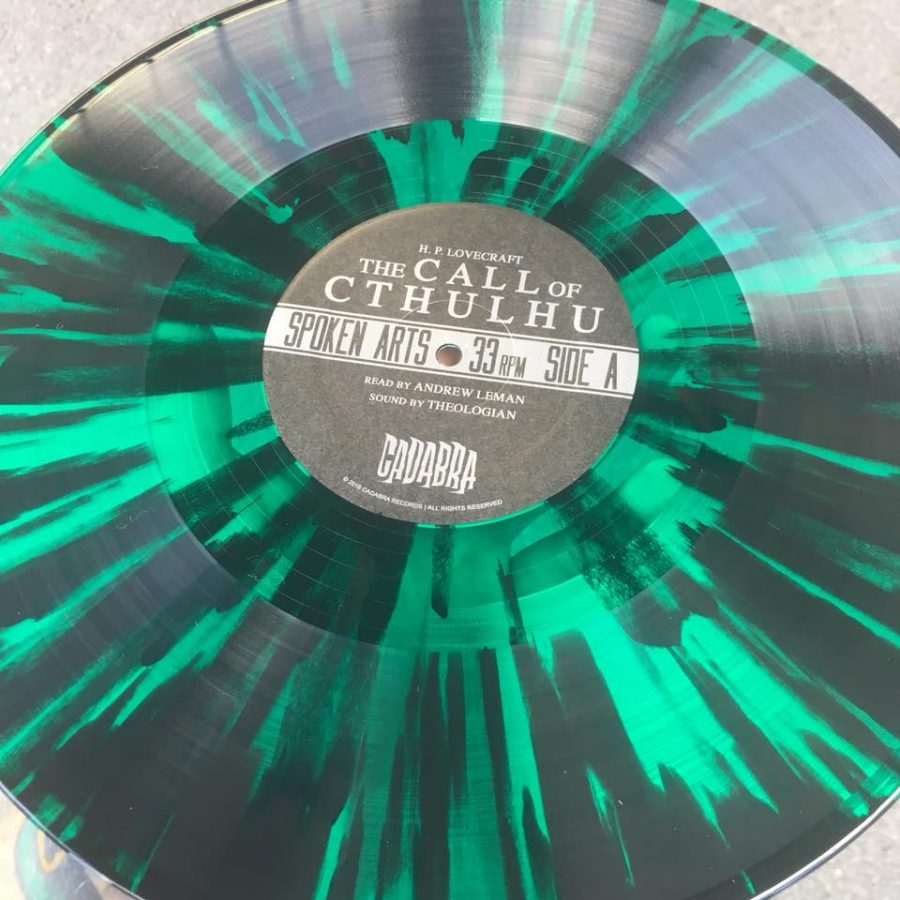 H. P. LOVECRAFT
THE CALL OF
CTHULHU
SPOKEN ARTS 33 RPM SIDE A
READ BY ANDREW LEMAN
SOUND BY THEOLOGIAN
CADABRA
© 2018 CADABRA RECORDS | ALL RIGHTS RESERVED